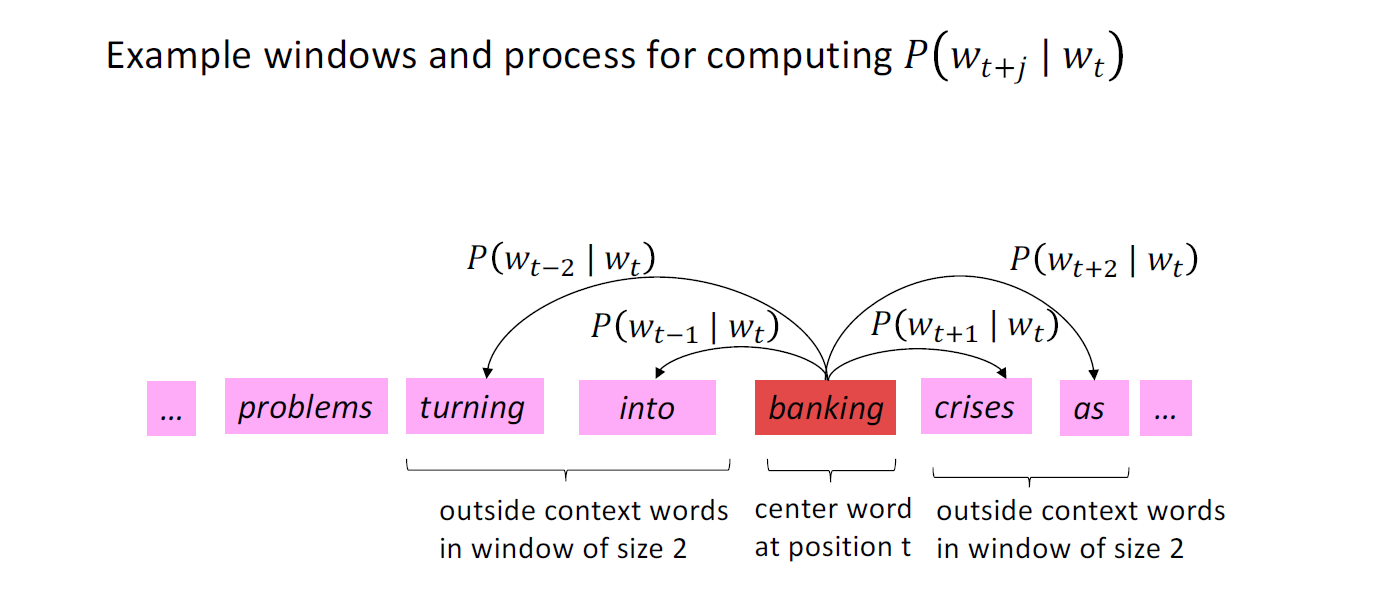 Example windows and process for computing P(w_{t+j} | w_t)
P(w_{t−2} | w_t)
P(w_{t+2} | w_t)
P(w_{t−1} | w_t)
P(w_{t+1} | w_t)
... problems turning into banking crises as ...
outside context words
in window of size 2
center word
at position t
outside context words
in window of size 2